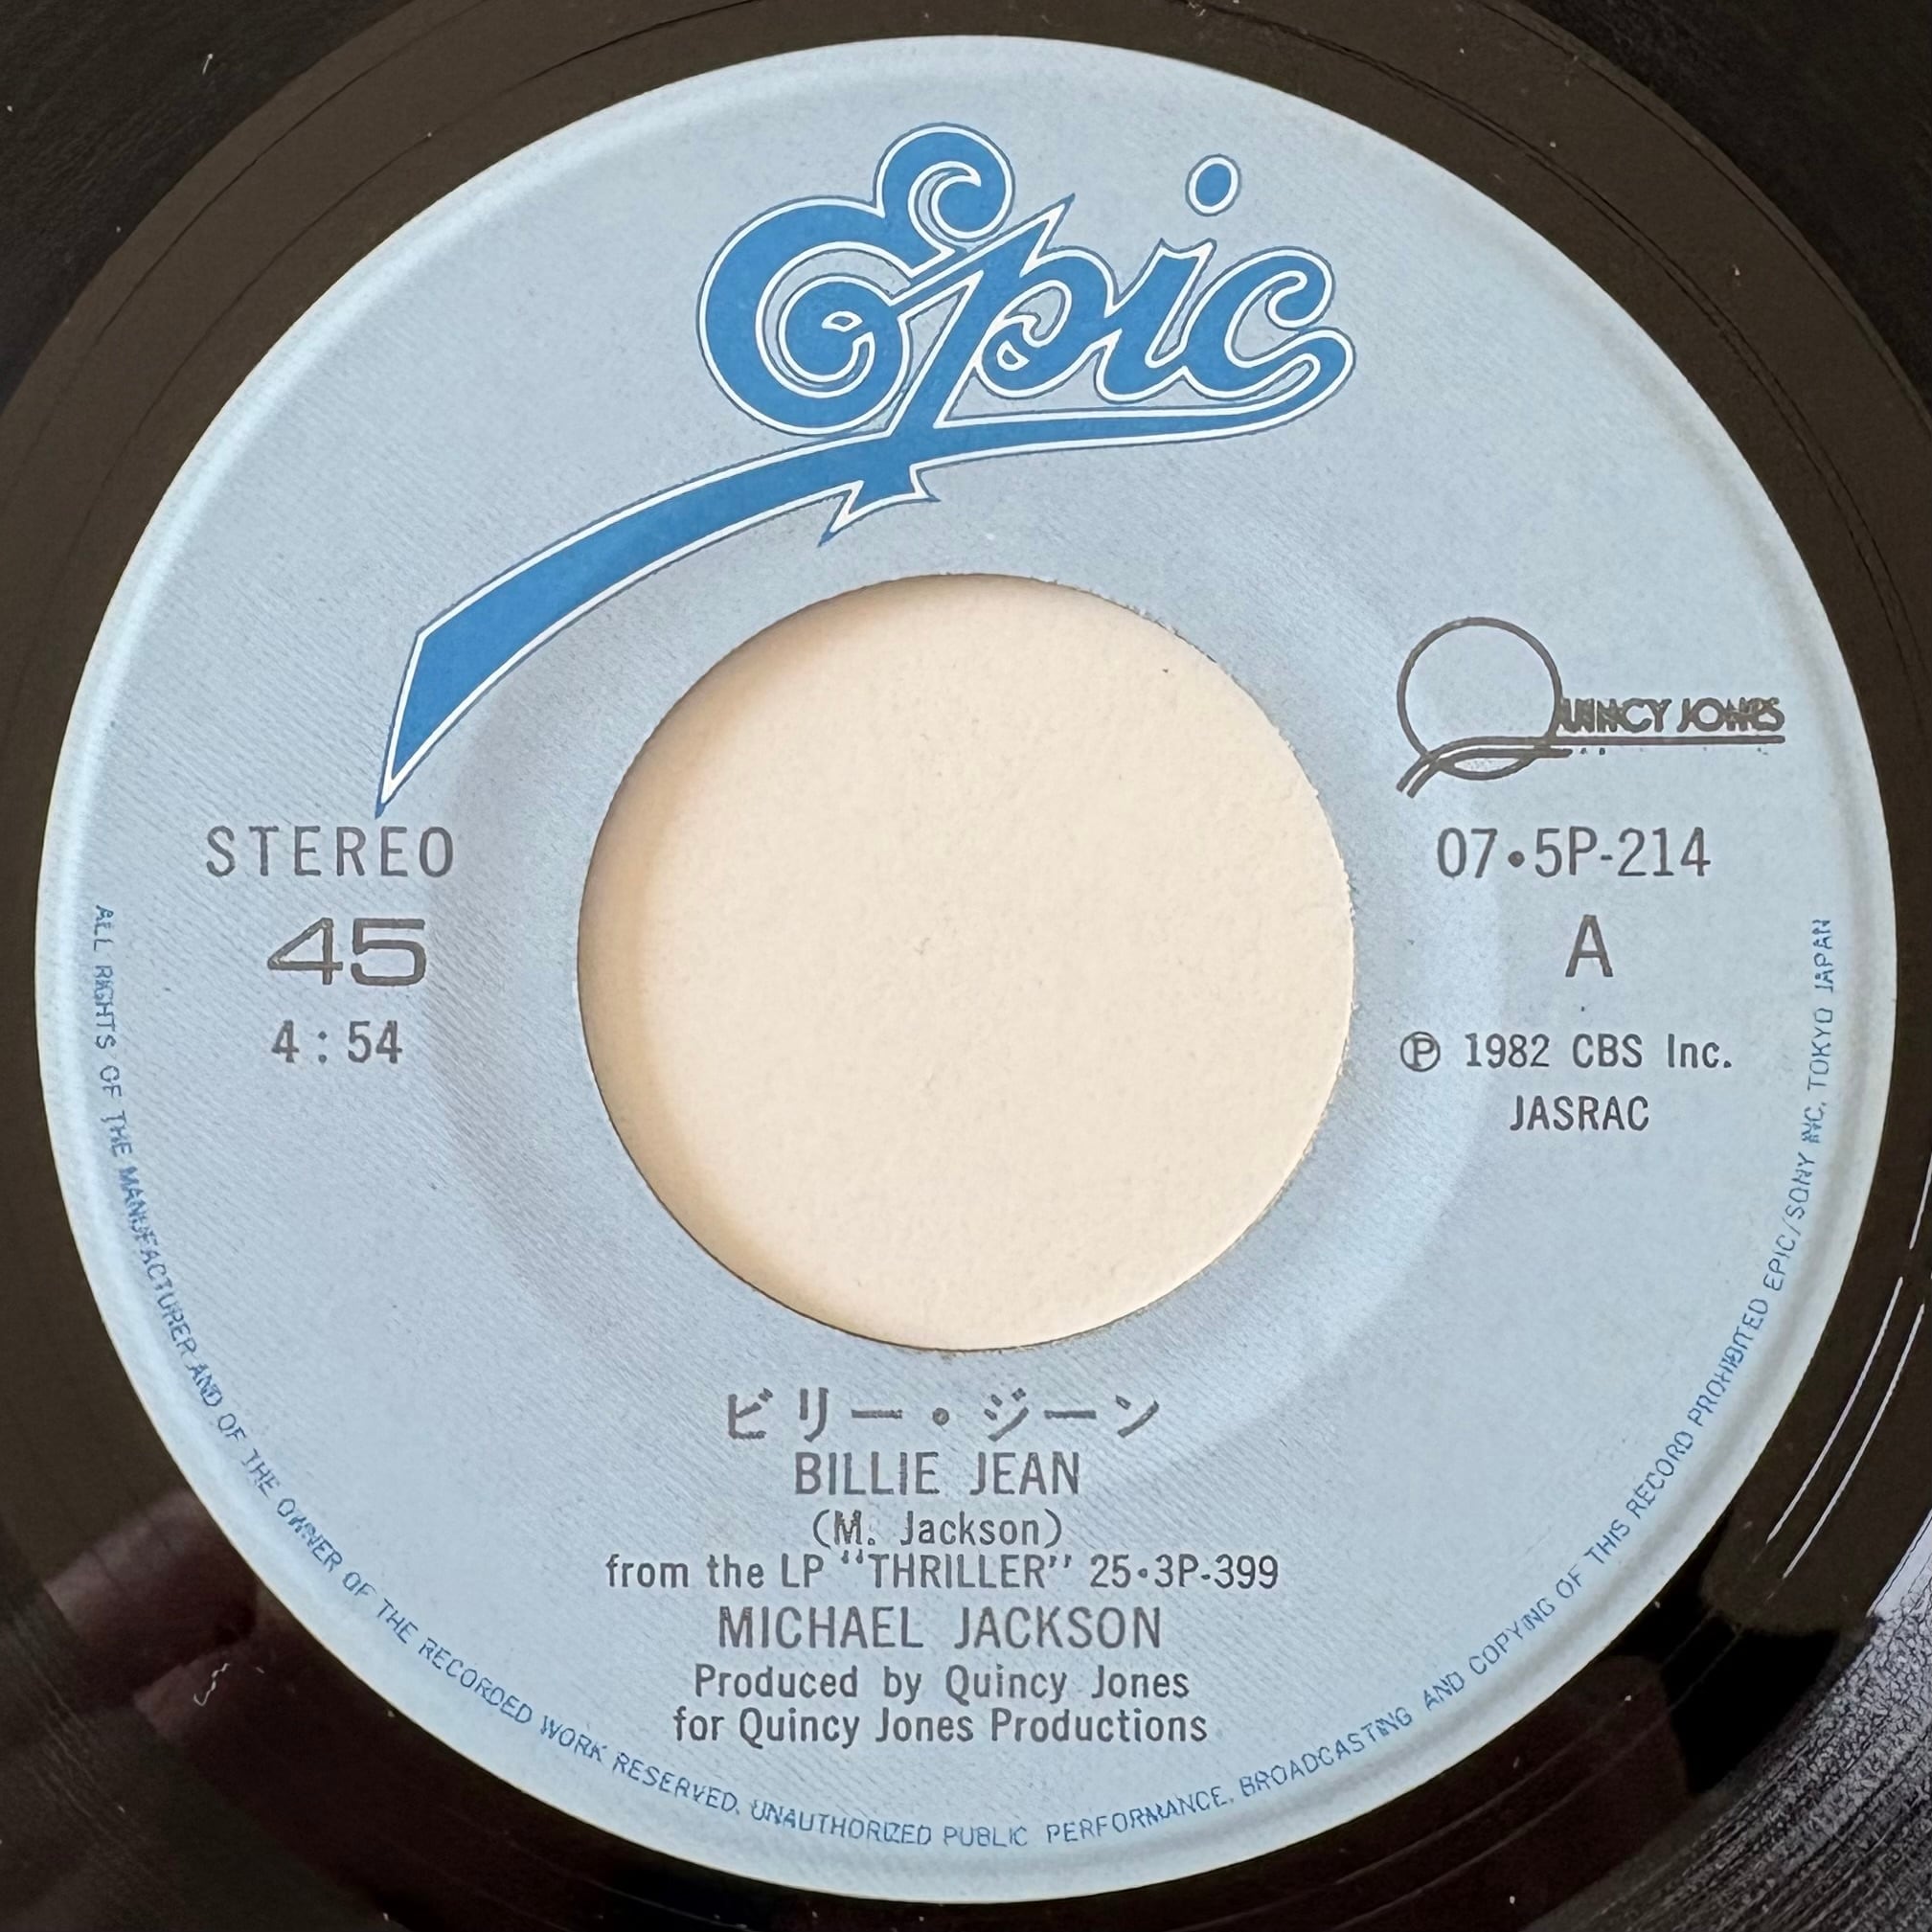 Epic
QUINCY JONES
STEREO
45
4:54
07・5P-214
A
Ⓟ 1982 CBS Inc.
JASRAC
ビリー・ジーン
BILLIE JEAN
(M. Jackson)
from the LP “THRILLER” 25・3P-399
MICHAEL JACKSON
Produced by Quincy Jones
for Quincy Jones Productions
ALL RIGHTS OF THE MANUFACTURER AND OF THE OWNER OF THE RECORDED WORK RESERVED. UNAUTHORIZED PUBLIC PERFORMANCE, BROADCASTING AND COPYING OF THIS RECORD PROHIBITED EPIC/SONY INC. TOKYO JAPAN